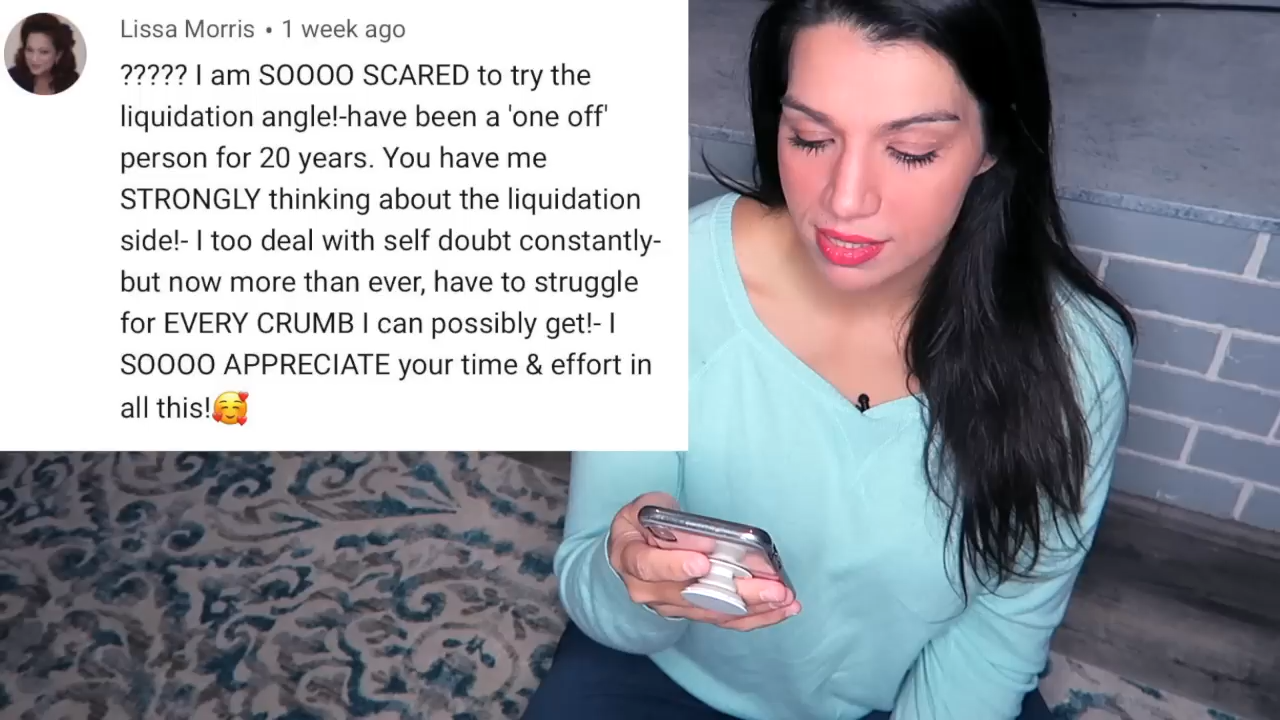 Lissa Morris • 1 week ago
????? I am SOOOO SCARED to try the
liquidation angle!-have been a 'one off'
person for 20 years. You have me
STRONGLY thinking about the liquidation
side!- I too deal with self doubt constantly-
but now more than ever, have to struggle
for EVERY CRUMB I can possibly get!- I
SOOOO APPRECIATE your time & effort in
all this!🥰